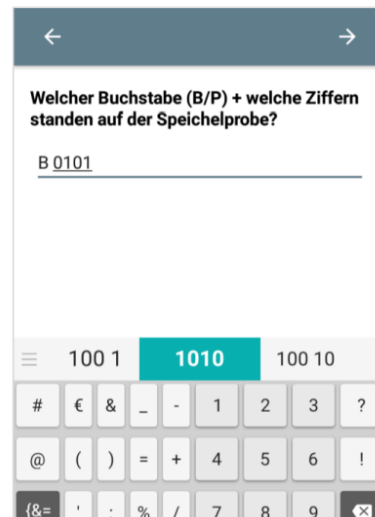 Welcher Buchstabe (B/P) + welche Ziffern
standen auf der Speichelprobe?
B 0101
100 1 1010 100 10
# € & _ - 1 2 3 ?
@ ( ) = + 4 5 6 !
{&= ' : % / 7 8 9